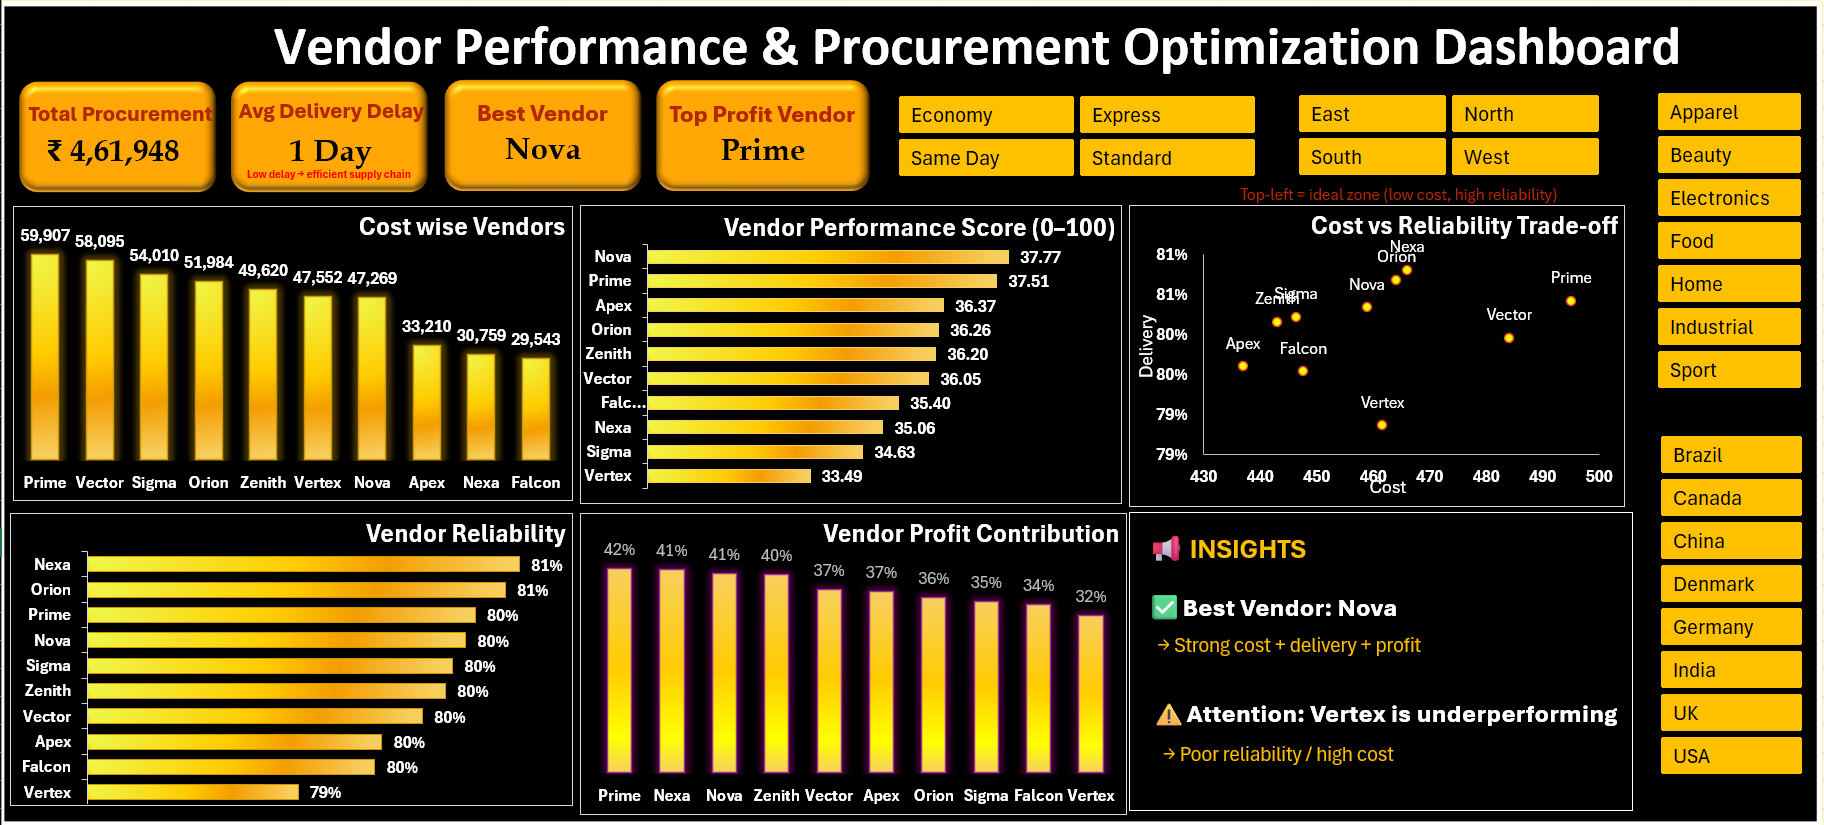 Vendor Performance & Procurement Optimization Dashboard
Total Procurement
₹ 4,61,948
Avg Delivery Delay
1 Day
Low delay → efficient supply chain
Best Vendor
Nova
Top Profit Vendor
Prime
Economy
Express
Same Day
Standard
East
North
South
West
Apparel
Beauty
Electronics
Food
Home
Industrial
Sport
Brazil
Canada
China
Denmark
Germany
India
UK
USA
Cost wise Vendors
59,907 58,095 54,010 51,984 49,620 47,552 47,269 33,210 30,759 29,543
Prime Vector Sigma Orion Zenith Vertex Nova Apex Nexa Falcon
Vendor Performance Score (0–100)
Nova 37.77
Prime 37.51
Apex 36.37
Orion 36.26
Zenith 36.20
Vector 36.05
Falc... 35.40
Nexa 35.06
Sigma 34.63
Vertex 33.49
Top-left = ideal zone (low cost, high reliability)
Cost vs Reliability Trade-off
Delivery
81%
81%
80%
80%
79%
79%
Nexa
Orion
Prime
Nova
Sigma
Zenith
Vector
Apex
Falcon
Vertex
430 440 450 460 470 480 490 500
Cost
Vendor Reliability
Nexa 81%
Orion 81%
Prime 80%
Nova 80%
Sigma 80%
Zenith 80%
Vector 80%
Apex 80%
Falcon 80%
Vertex 79%
Vendor Profit Contribution
42% 41% 41% 40% 37% 37% 36% 35% 34% 32%
Prime Nexa Nova Zenith Vector Apex Orion Sigma Falcon Vertex
📢 INSIGHTS
✅ Best Vendor: Nova
→ Strong cost + delivery + profit
⚠️ Attention: Vertex is underperforming
→ Poor reliability / high cost